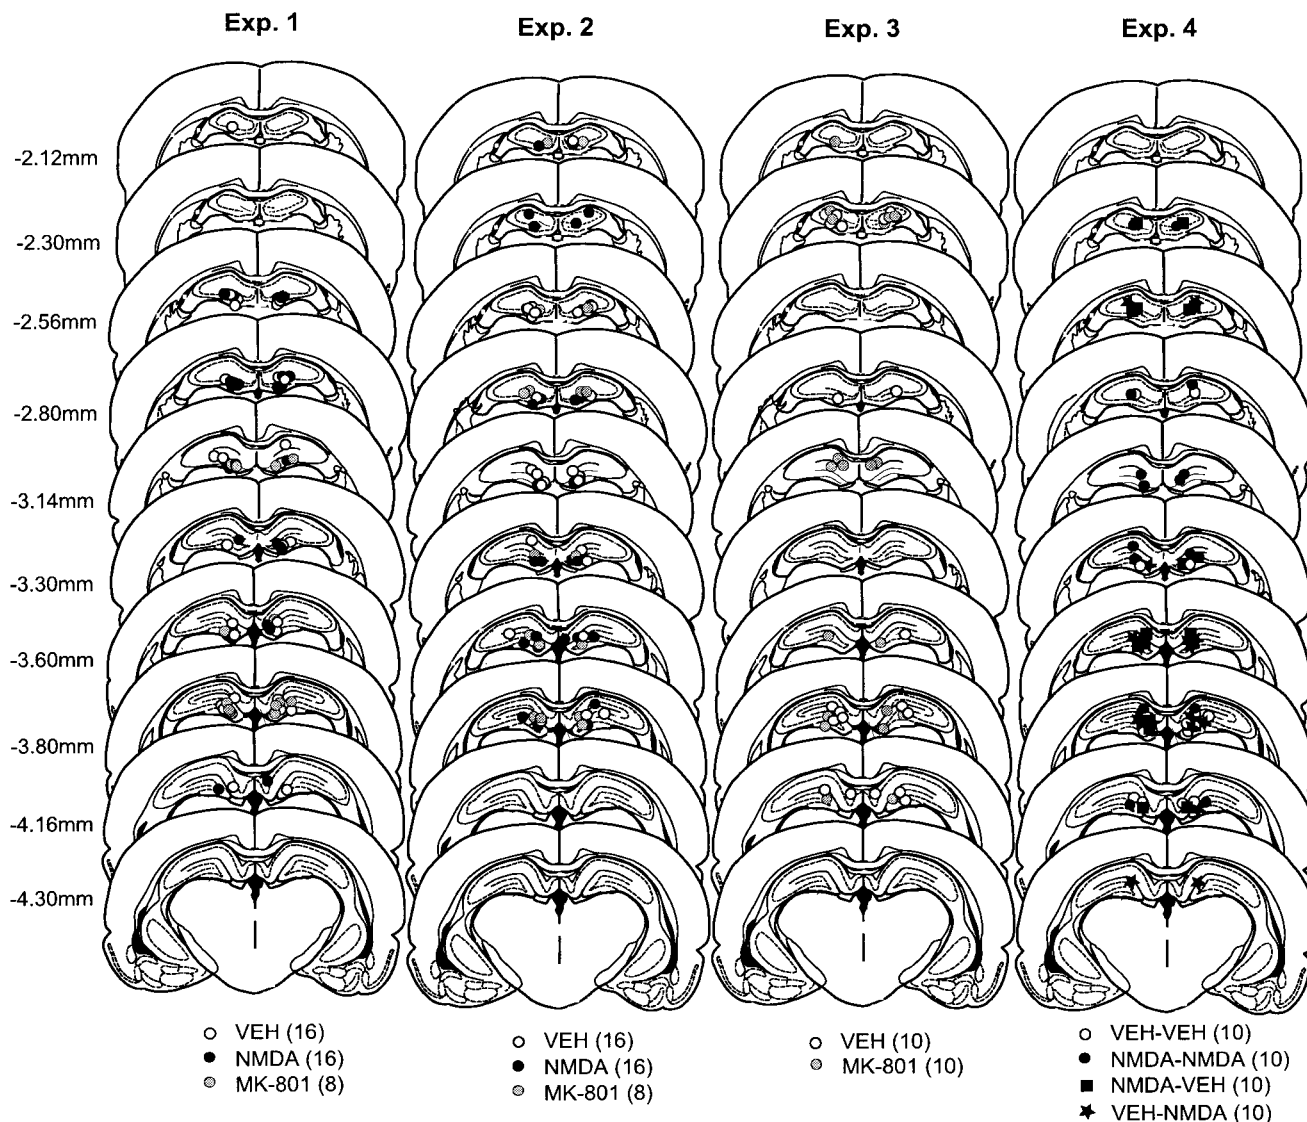 Exp. 1
Exp. 2
Exp. 3
Exp. 4
-2.12mm
-2.30mm
-2.56mm
-2.80mm
-3.14mm
-3.30mm
-3.60mm
-3.80mm
-4.16mm
-4.30mm
VEH (16)
NMDA (16)
MK-801 (8)
VEH (16)
NMDA (16)
MK-801 (8)
VEH (10)
MK-801 (10)
VEH-VEH (10)
NMDA-NMDA (10)
NMDA-VEH (10)
VEH-NMDA (10)